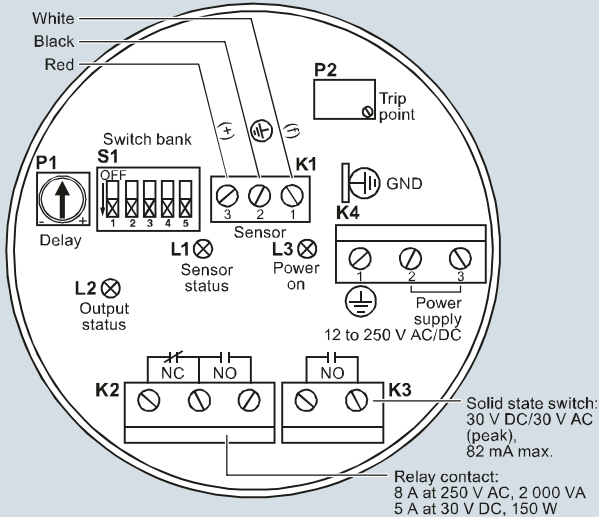 White
Black
Red
P2
Trip
point
(+)
(f)
Switch bank
P1
S1
OFF
1 2 3 4 5
- +
Delay
K1
3 2 1
Sensor
GND
K4
1 2 3
L1
Sensor
status
L3
Power
on
L2
Output
status
Power
supply
12 to 250 V AC/DC
NC
NO
NO
K2
K3
Solid state switch:
30 V DC/30 V AC
(peak),
82 mA max.
Relay contact:
8 A at 250 V AC, 2 000 VA
5 A at 30 V DC, 150 W